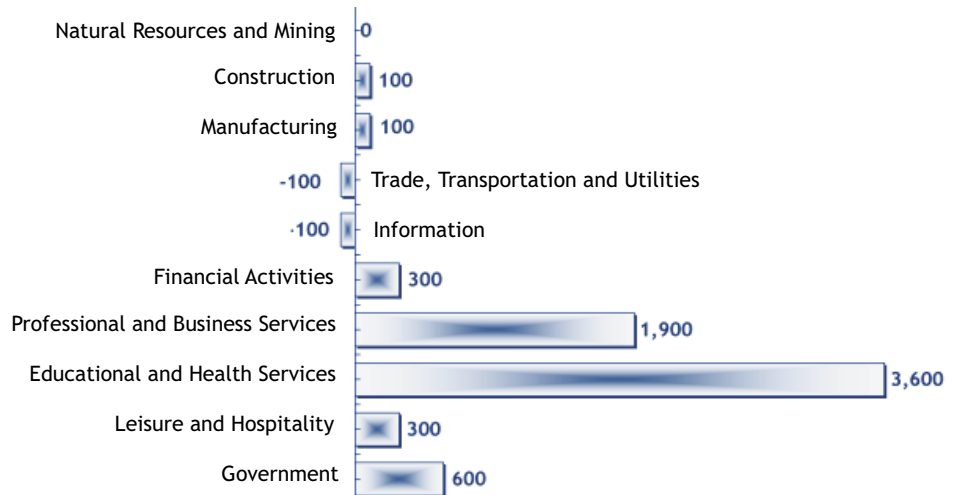 Natural Resources and Mining 0
Construction 100
Manufacturing 100
-100 Trade, Transportation and Utilities
-100 Information
Financial Activities 300
Professional and Business Services 1,900
Educational and Health Services 3,600
Leisure and Hospitality 300
Government 600